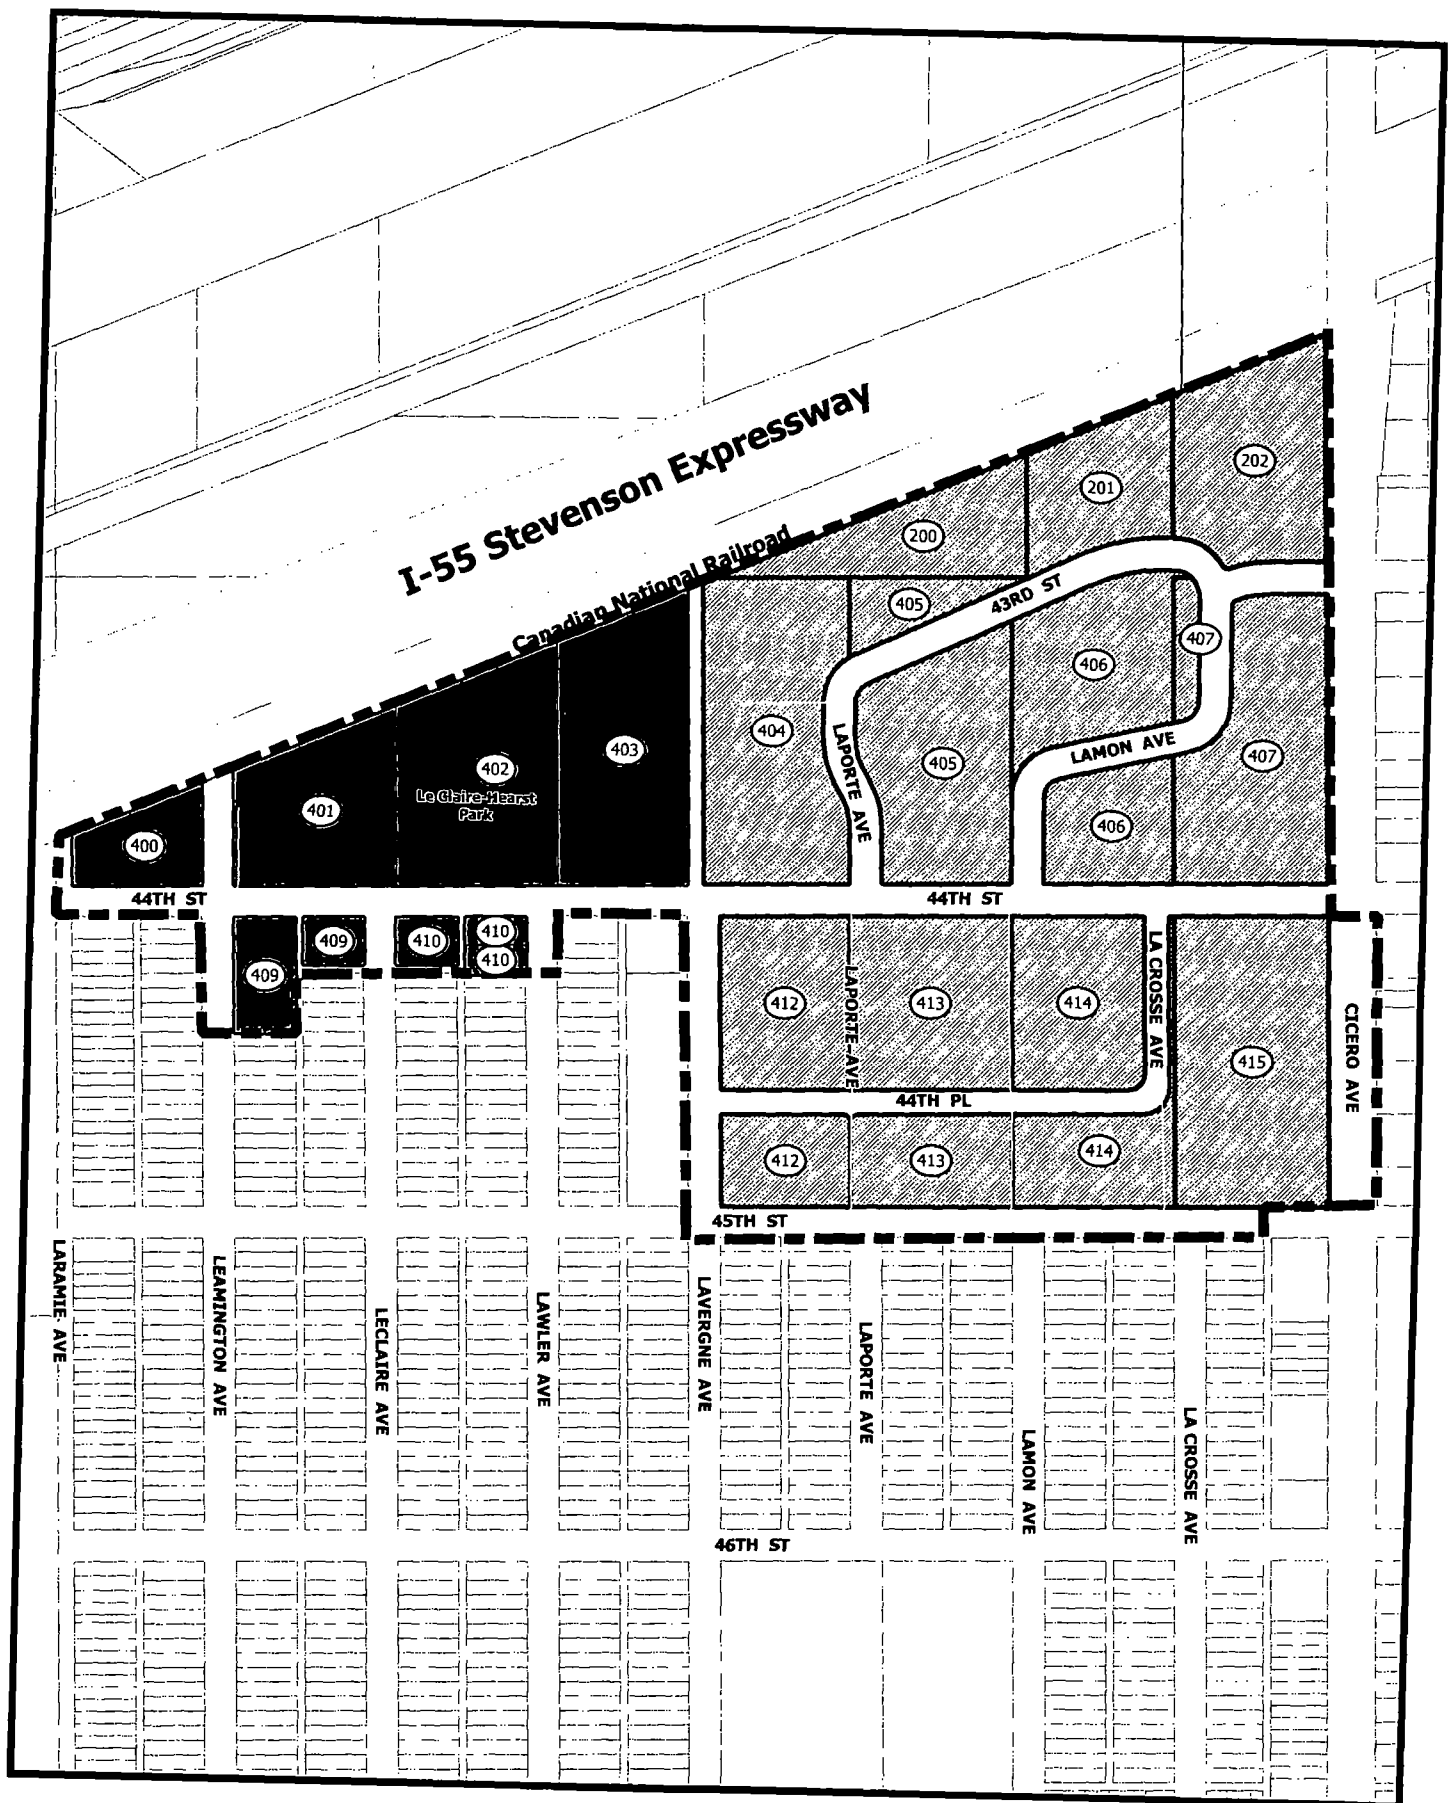 I-55 Stevenson Expressway
Canadian National Railroad
202
201
200
405
43RD ST
407
406
404
403
402
Le Claire-Hearst
Park
401
400
LAPORTE AVE
405
LAMON AVE
407
406
44TH ST
44TH ST
409
410
410
410
409
412
LAPORTE-AVE
413
414
LA CROSSE AVE
415
CICERO AVE
44TH PL
412
413
414
45TH ST
LARAMIE AVE
LEAMINGTON AVE
LECLAIRE AVE
LAWLER AVE
LAVERGNE AVE
LAPORTE AVE
LAMON AVE
LA CROSSE AVE
46TH ST